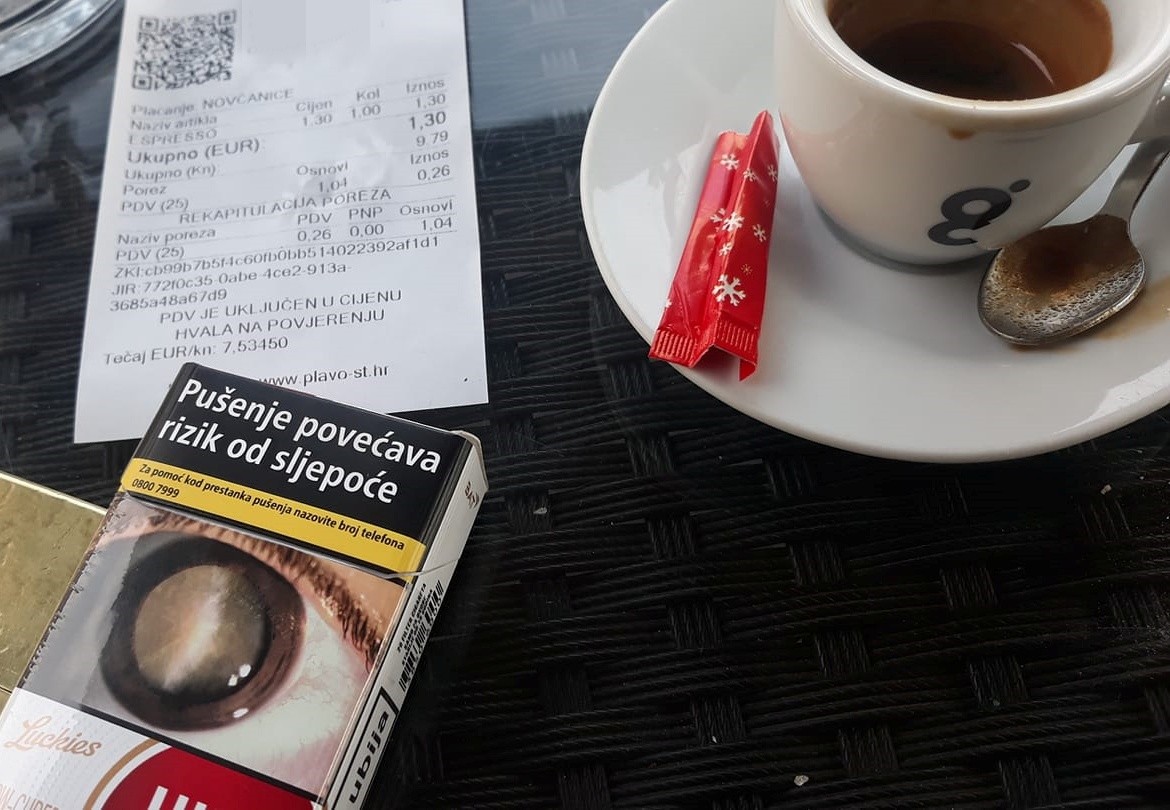 Plaćanje: NOVČANICE
Naziv artikla Cijen Kol Iznos
ESPRESSO 1.30 1,00 1,30
Ukupno (EUR) 1,30
Ukupno (Kn) 9,79
Porez Osnovi Iznos
PDV (25) 1,04 0,26
REKAPITULACIJA POREZA
Naziv poreza PDV PNP Osnovi
PDV (25) 0,26 0,00 1,04
ZKI:cb99b7b5f4c60fb0bb514022392af1d1
JIR:772f0c35-0abe-4ce2-913a-
3685a48a67d9
PDV JE UKLJUČEN U CIJENU
HVALA NA POVJERENJU
Tečaj EUR/kn: 7,53450
www.plavo-st.hr
Pušenje povećava
rizik od sljepoće
Za pomoć kod prestanka pušenja nazovite broj telefona
0800 7999
Luckies
ubija